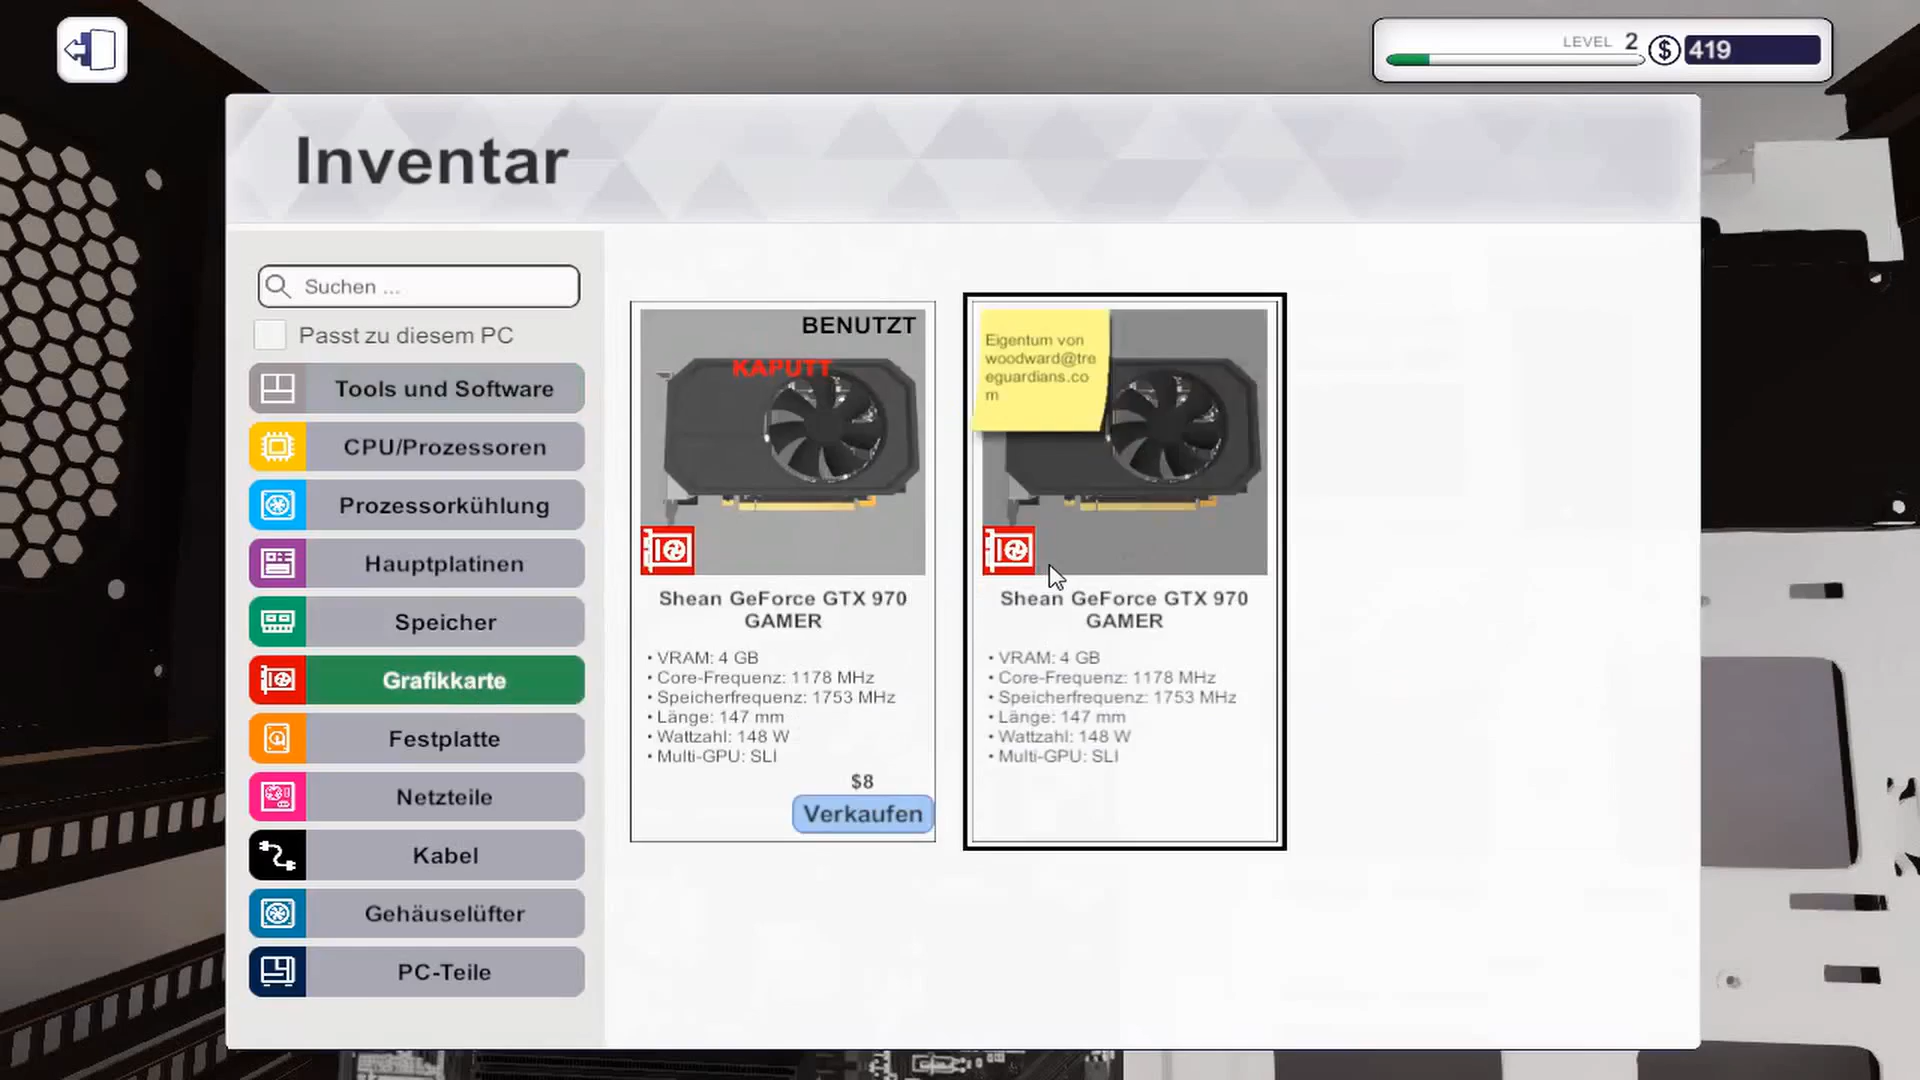 LEVEL 2
$ 419
Inventar
Suchen ...
Passt zu diesem PC
Tools und Software
CPU/Prozessoren
Prozessorkühlung
Hauptplatinen
Speicher
Grafikkarte
Festplatte
Netzteile
Kabel
Gehäuselüfter
PC-Teile
BENUTZT
KAPUTT
Shean GeForce GTX 970
GAMER
• VRAM: 4 GB
• Core-Frequenz: 1178 MHz
• Speicherfrequenz: 1753 MHz
• Länge: 147 mm
• Wattzahl: 148 W
• Multi-GPU: SLI
$8
Verkaufen
Eigentum von
woodward@tre
eguardians.co
m
Shean GeForce GTX 970
GAMER
• VRAM: 4 GB
• Core-Frequenz: 1178 MHz
• Speicherfrequenz: 1753 MHz
• Länge: 147 mm
• Wattzahl: 148 W
• Multi-GPU: SLI